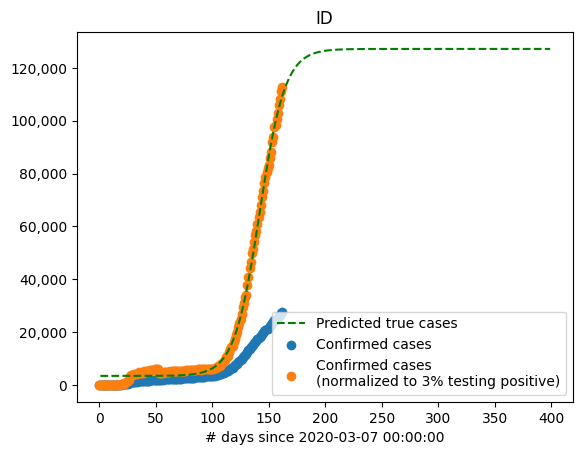 ID
120,000
100,000
80,000
60,000
40,000
20,000
0
Predicted true cases
Confirmed cases
Confirmed cases
(normalized to 3% testing positive)
0 50 100 150 200 250 300 350 400
# days since 2020-03-07 00:00:00